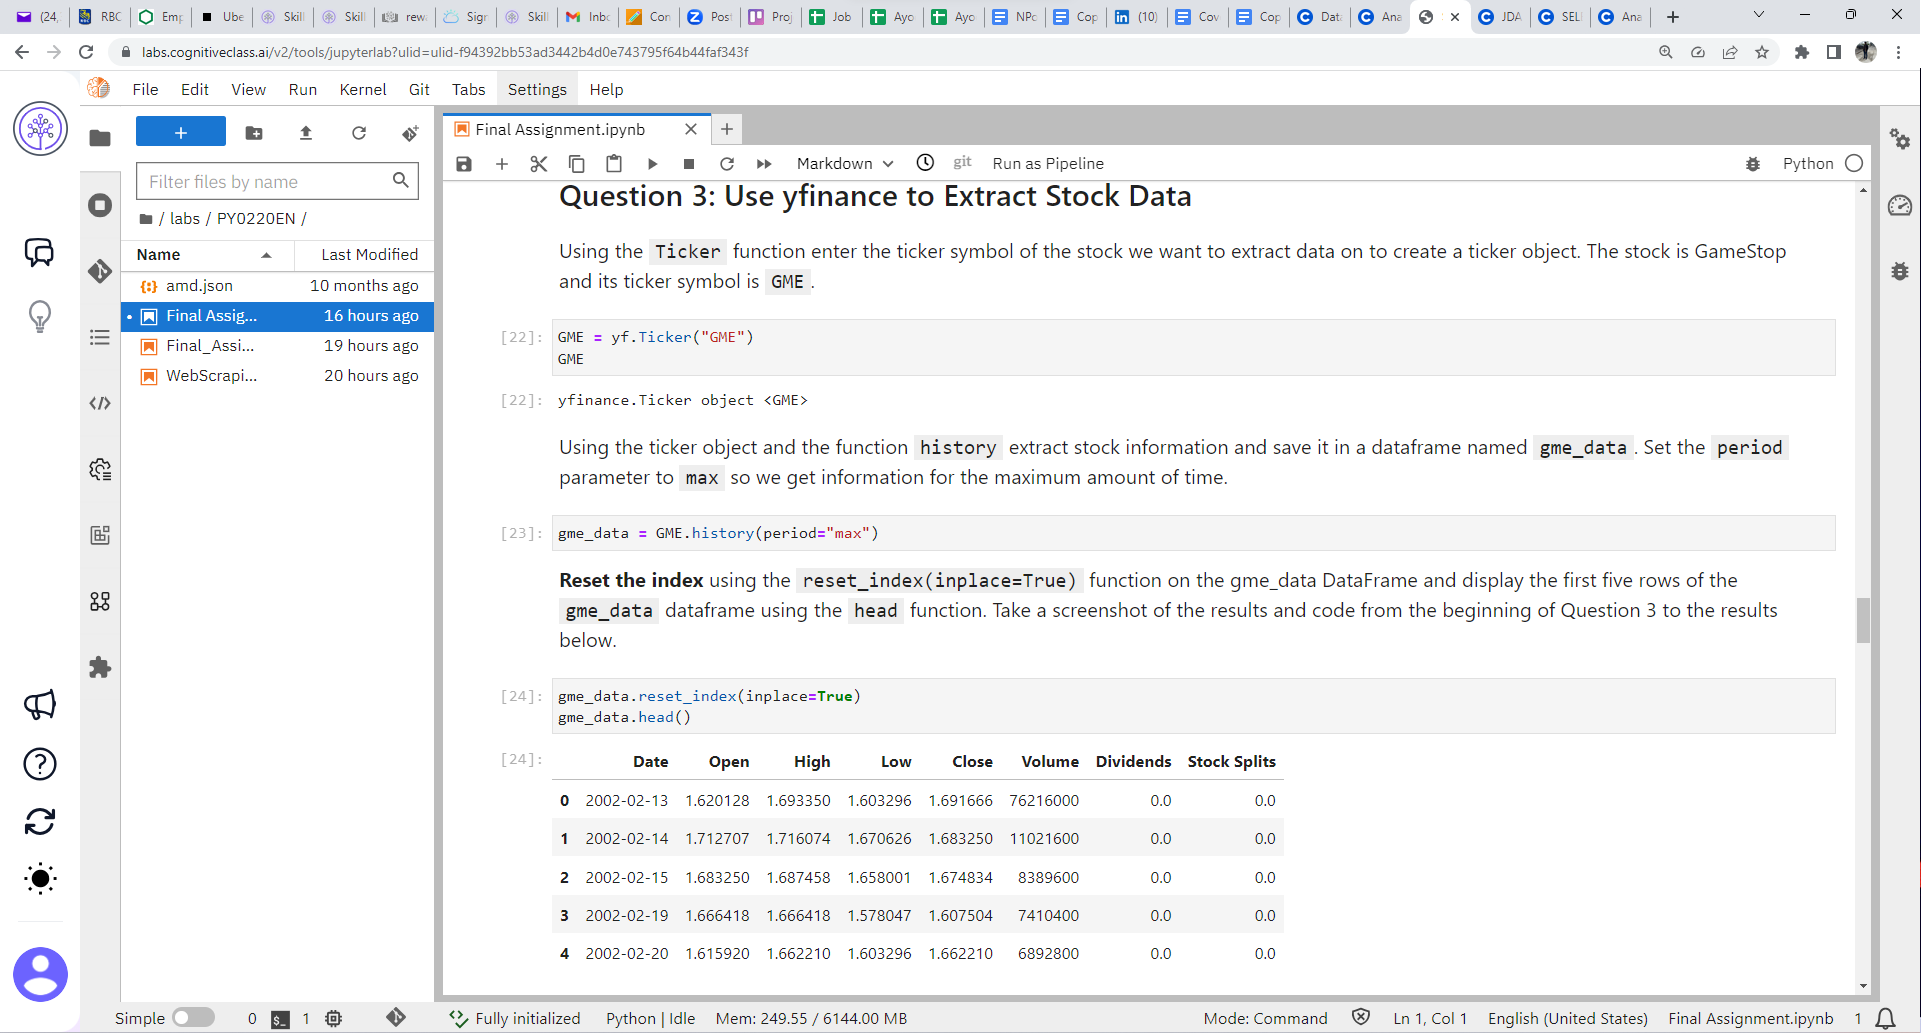 (24, RBC Emp Ube Skill Skill rewa Sign Skill Inbo Con Post Proj Job Ayo Ayo NPo Cop (10) Cov Cop Data Ana S JDA SELI Ana
labs.cognitiveclass.ai/v2/tools/jupyterlab?ulid=ulid-f94392bb53ad3442b4d0e743795f64b44faf343f
File Edit View Run Kernel Git Tabs Settings Help
Final Assignment.ipynb
Markdown git Run as Pipeline Python
Filter files by name
/ labs / PY0220EN /
Name Last Modified
amd.json 10 months ago
Final Assig... 16 hours ago
Final_Assi... 19 hours ago
WebScrapi... 20 hours ago
Question 3: Use yfinance to Extract Stock Data
Using the Ticker function enter the ticker symbol of the stock we want to extract data on to create a ticker object. The stock is GameStop
and its ticker symbol is GME.
[22]: GME = yf.Ticker("GME")
GME
[22]: yfinance.Ticker object <GME>
Using the ticker object and the function history extract stock information and save it in a dataframe named gme_data. Set the period
parameter to max so we get information for the maximum amount of time.
[23]: gme_data = GME.history(period="max")
Reset the index using the reset_index(inplace=True) function on the gme_data DataFrame and display the first five rows of the
gme_data dataframe using the head function. Take a screenshot of the results and code from the beginning of Question 3 to the results
below.
[24]: gme_data.reset_index(inplace=True)
gme_data.head()
[24]: Date Open High Low Close Volume Dividends Stock Splits
0 2002-02-13 1.620128 1.693350 1.603296 1.691666 76216000 0.0 0.0
1 2002-02-14 1.712707 1.716074 1.670626 1.683250 11021600 0.0 0.0
2 2002-02-15 1.683250 1.687458 1.658001 1.674834 8389600 0.0 0.0
3 2002-02-19 1.666418 1.666418 1.578047 1.607504 7410400 0.0 0.0
4 2002-02-20 1.615920 1.662210 1.603296 1.662210 6892800 0.0 0.0
Simple 0 1 Fully initialized Python | Idle Mem: 249.55 / 6144.00 MB Mode: Command Ln 1, Col 1 English (United States) Final Assignment.ipynb 1